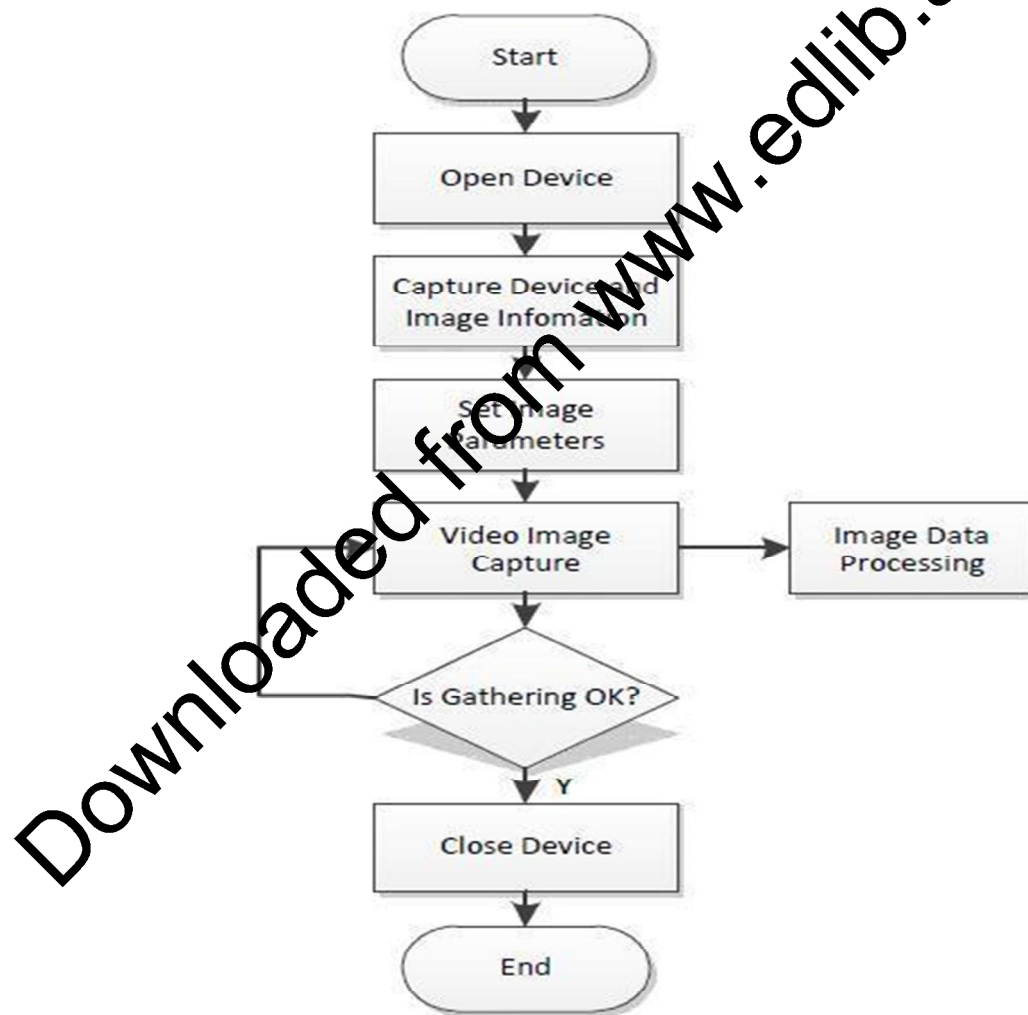 Start
Open Device
Capture Device and
Image Infomation
Set Image
Parameters
Video Image
Capture
Image Data
Processing
Is Gathering OK?
Y
Close Device
End
Downloaded from www.edlib.